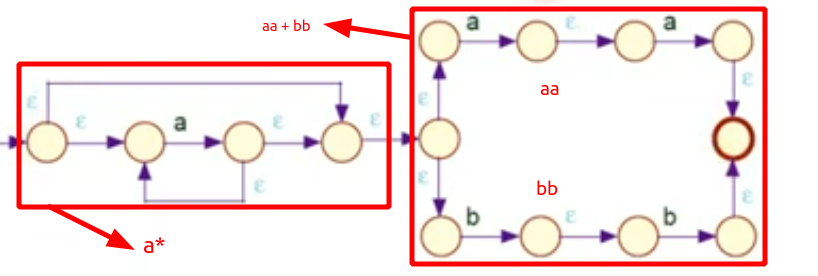 a ε a
aa + bb
ε ε
aa
ε ε a ε ε ε
ε
ε ε
bb
b ε b
a*